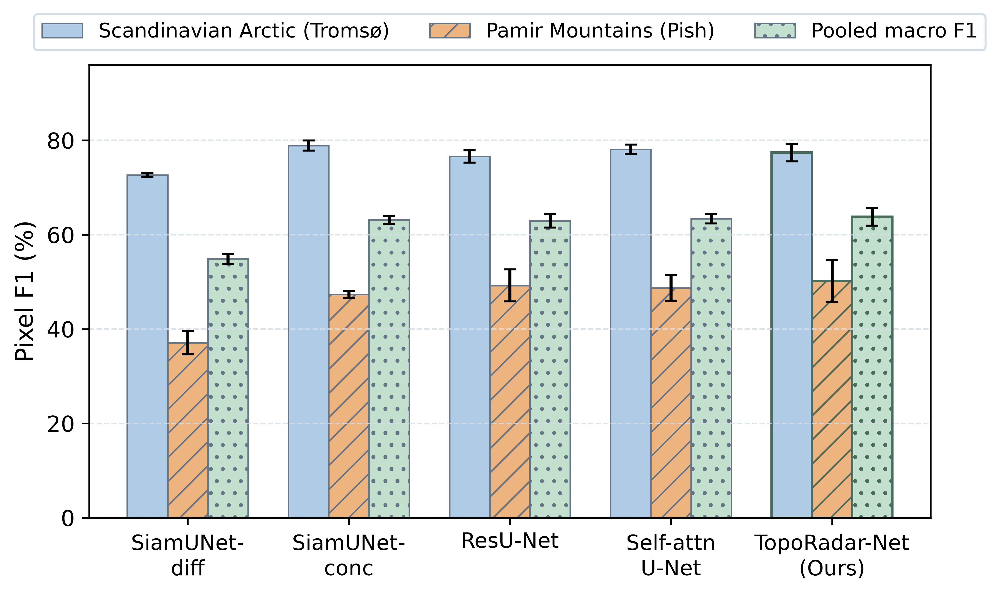 Scandinavian Arctic (Tromsø) Pamir Mountains (Pish) Pooled macro F1
Pixel F1 (%)
80
60
40
20
0
SiamUNet-
diff
SiamUNet-
conc
ResU-Net
Self-attn
U-Net
TopoRadar-Net
(Ours)